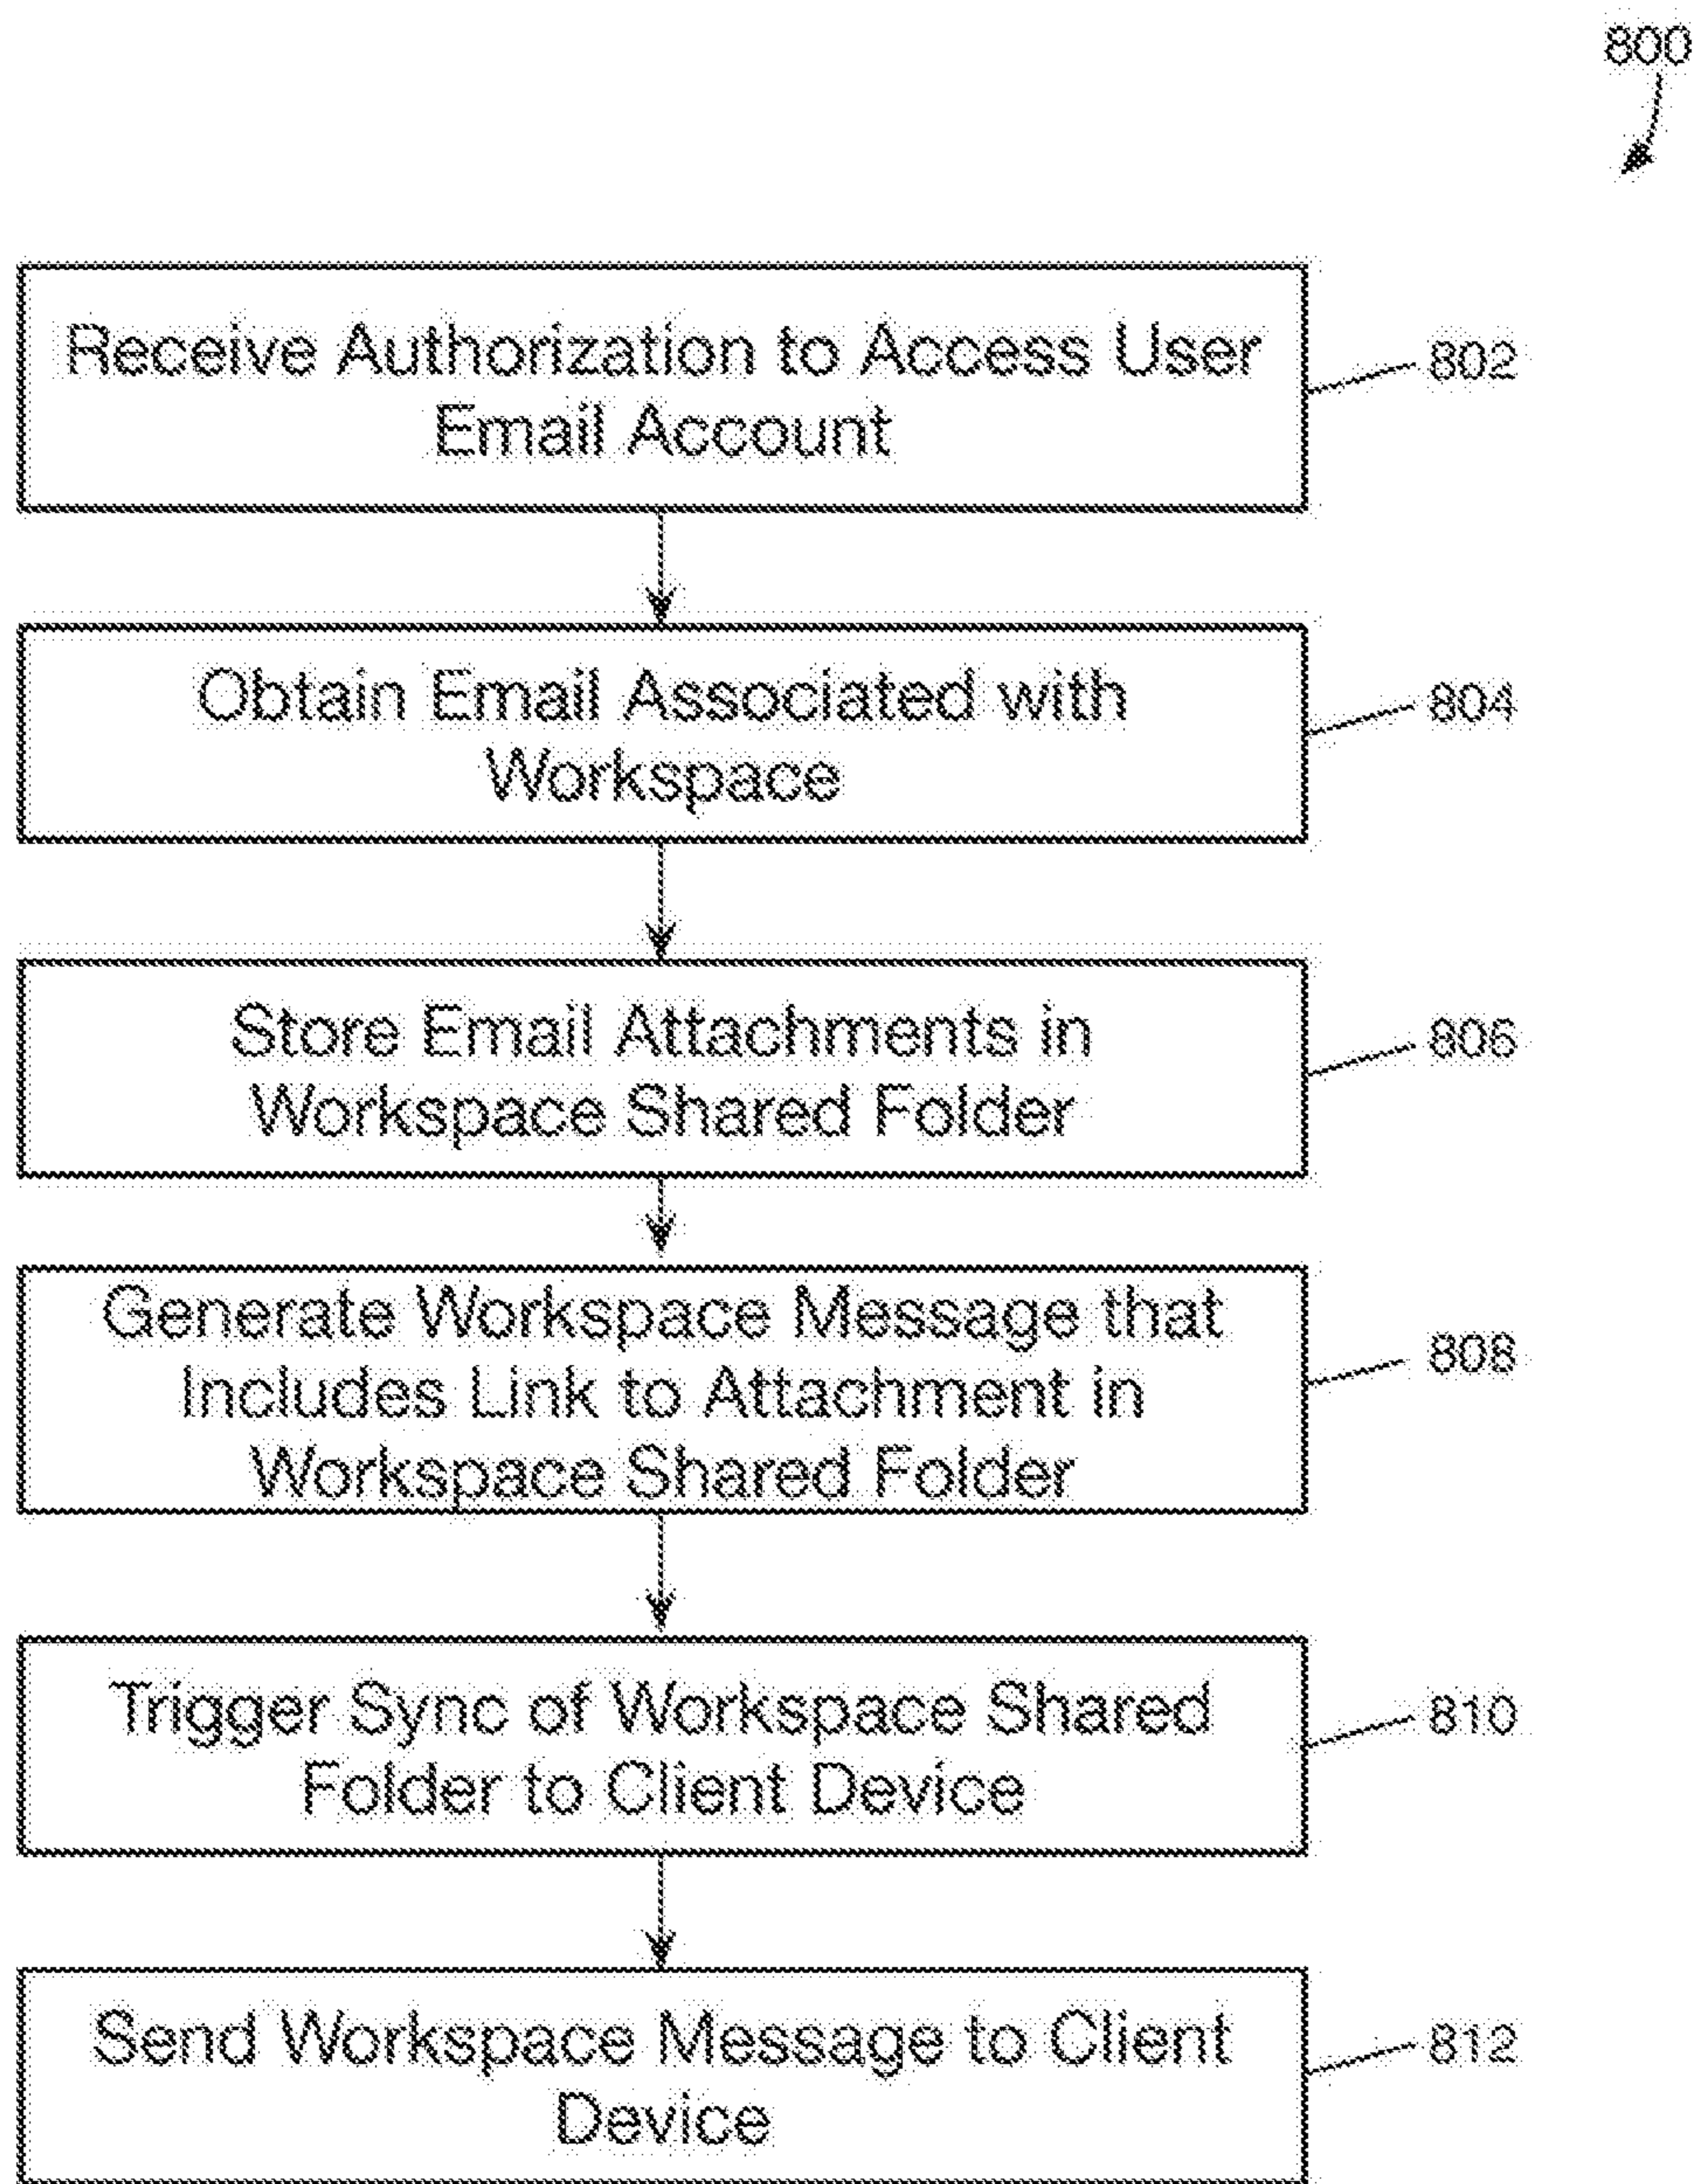 800
Receive Authorization to Access User
Email Account
802
Obtain Email Associated with
Workspace
804
Store Email Attachments in
Workspace Shared Folder
806
Generate Workspace Message that
Includes Link to Attachment in
Workspace Shared Folder
808
Trigger Sync of Workspace Shared
Folder to Client Device
810
Send Workspace Message to Client
Device
812